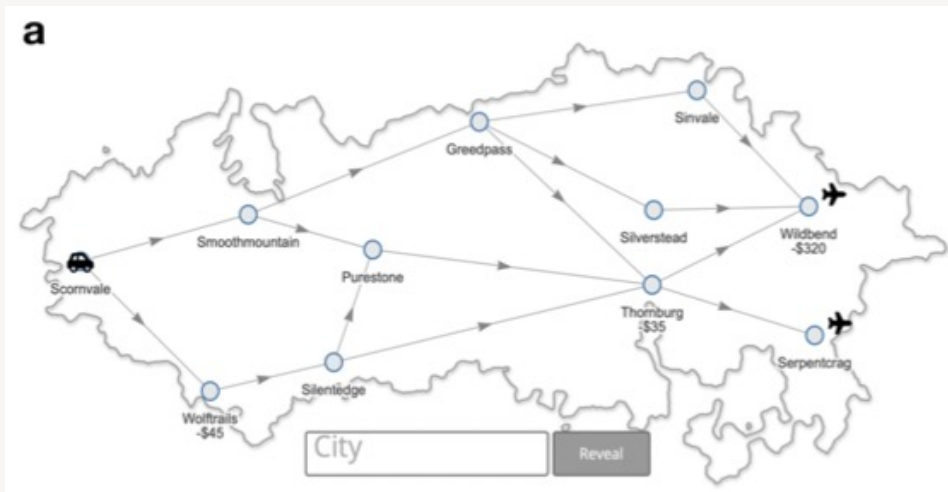 a
Sinvale
Greedpass
Wildbend
-$320
Silverstead
Smoothmountain
Purestone
Scornvale
Thornburg
-$35
Serpentcrag
Silentedge
Wolftrails
-$45
City
Reveal